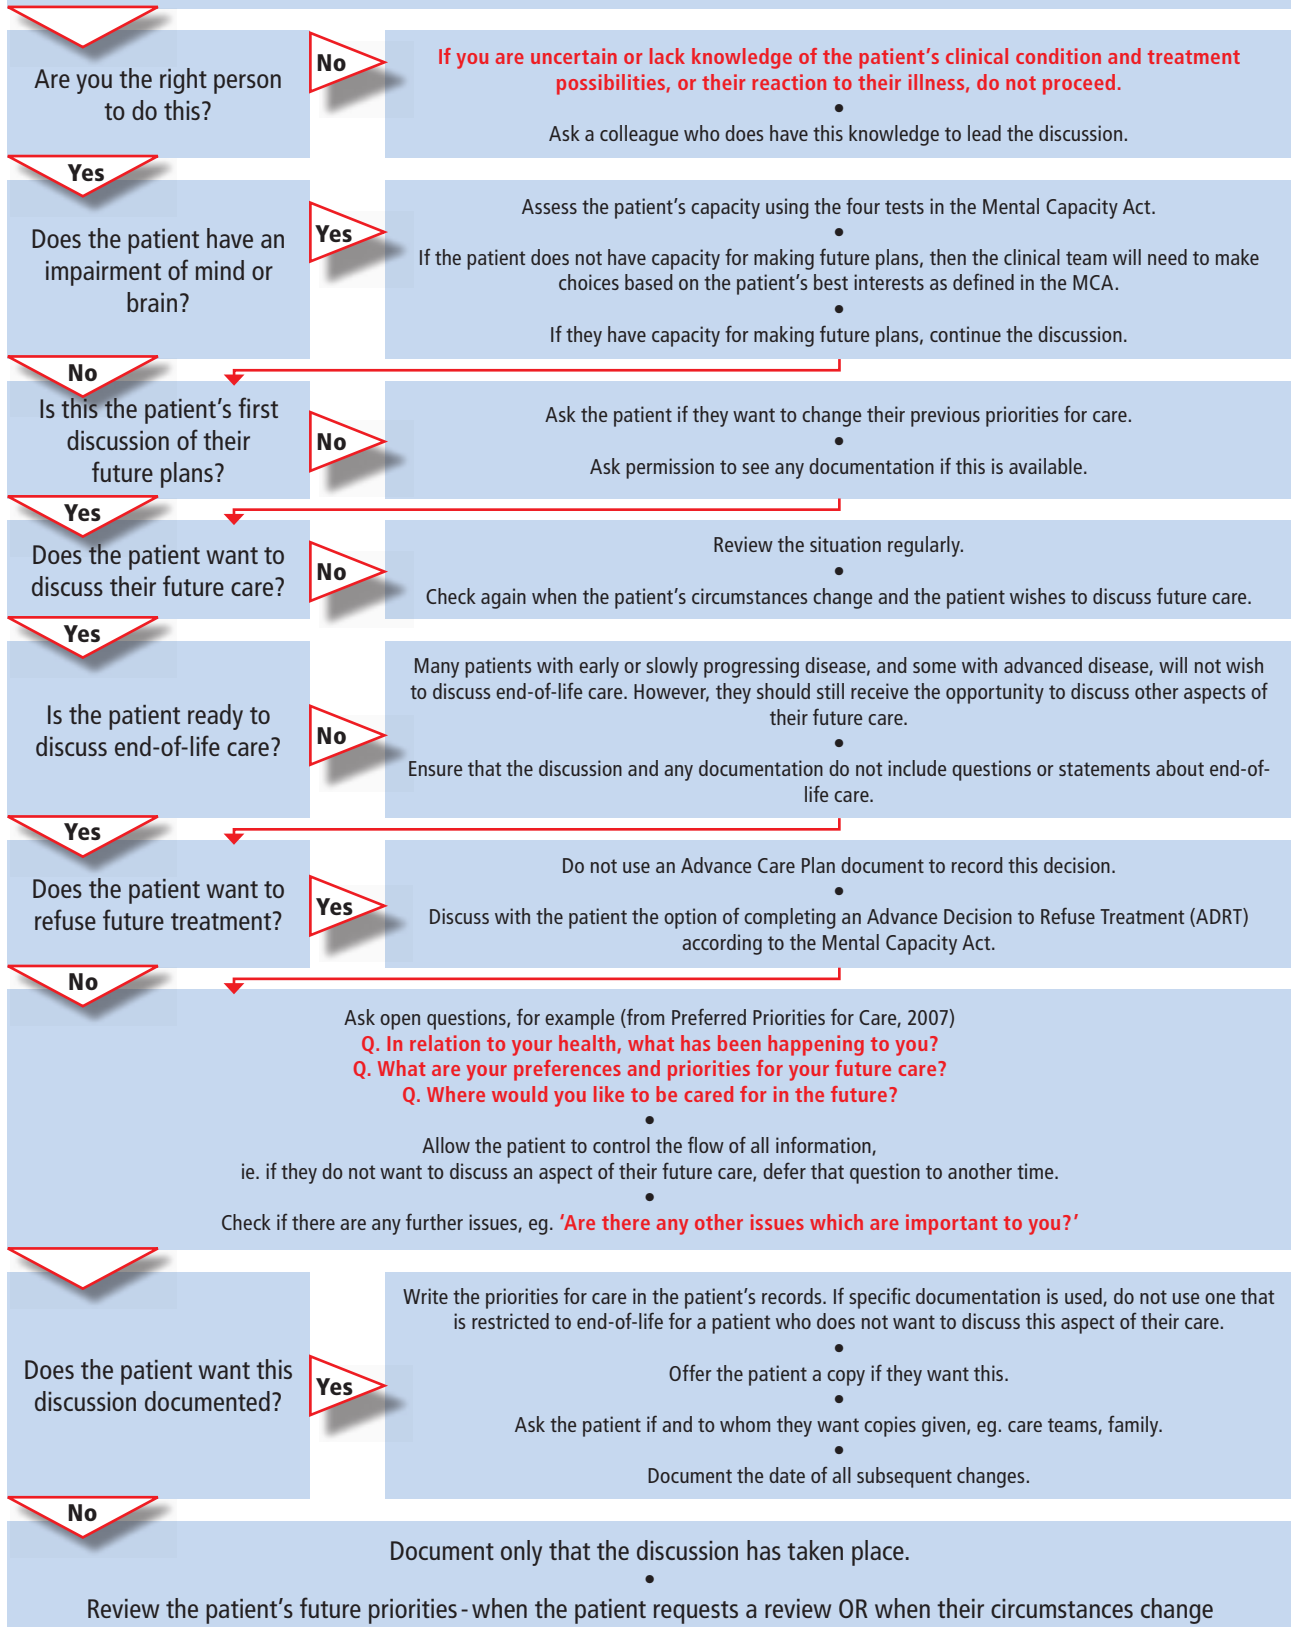 Are you the right person
to do this?
No
If you are uncertain or lack knowledge of the patient's clinical condition and treatment
possibilities, or their reaction to their illness, do not proceed.
•
Ask a colleague who does have this knowledge to lead the discussion.
Yes
Does the patient have an
impairment of mind or
brain?
Yes
Assess the patient's capacity using the four tests in the Mental Capacity Act.
•
If the patient does not have capacity for making future plans, then the clinical team will need to make
choices based on the patient's best interests as defined in the MCA.
•
If they have capacity for making future plans, continue the discussion.
No
Is this the patient's first
discussion of their
future plans?
No
Ask the patient if they want to change their previous priorities for care.
•
Ask permission to see any documentation if this is available.
Yes
Does the patient want to
discuss their future care?
No
Review the situation regularly.
•
Check again when the patient's circumstances change and the patient wishes to discuss future care.
Yes
Is the patient ready to
discuss end-of-life care?
No
Many patients with early or slowly progressing disease, and some with advanced disease, will not wish
to discuss end-of-life care. However, they should still receive the opportunity to discuss other aspects of
their future care.
•
Ensure that the discussion and any documentation do not include questions or statements about end-of-
life care.
Yes
Does the patient want to
refuse future treatment?
Yes
Do not use an Advance Care Plan document to record this decision.
•
Discuss with the patient the option of completing an Advance Decision to Refuse Treatment (ADRT)
according to the Mental Capacity Act.
No
Ask open questions, for example (from Preferred Priorities for Care, 2007)
Q. In relation to your health, what has been happening to you?
Q. What are your preferences and priorities for your future care?
Q. Where would you like to be cared for in the future?
•
Allow the patient to control the flow of all information,
ie. if they do not want to discuss an aspect of their future care, defer that question to another time.
•
Check if there are any further issues, eg. 'Are there any other issues which are important to you?'
Does the patient want this
discussion documented?
Yes
Write the priorities for care in the patient's records. If specific documentation is used, do not use one that
is restricted to end-of-life for a patient who does not want to discuss this aspect of their care.
•
Offer the patient a copy if they want this.
•
Ask the patient if and to whom they want copies given, eg. care teams, family.
•
Document the date of all subsequent changes.
No
Document only that the discussion has taken place.
•
Review the patient's future priorities - when the patient requests a review OR when their circumstances change